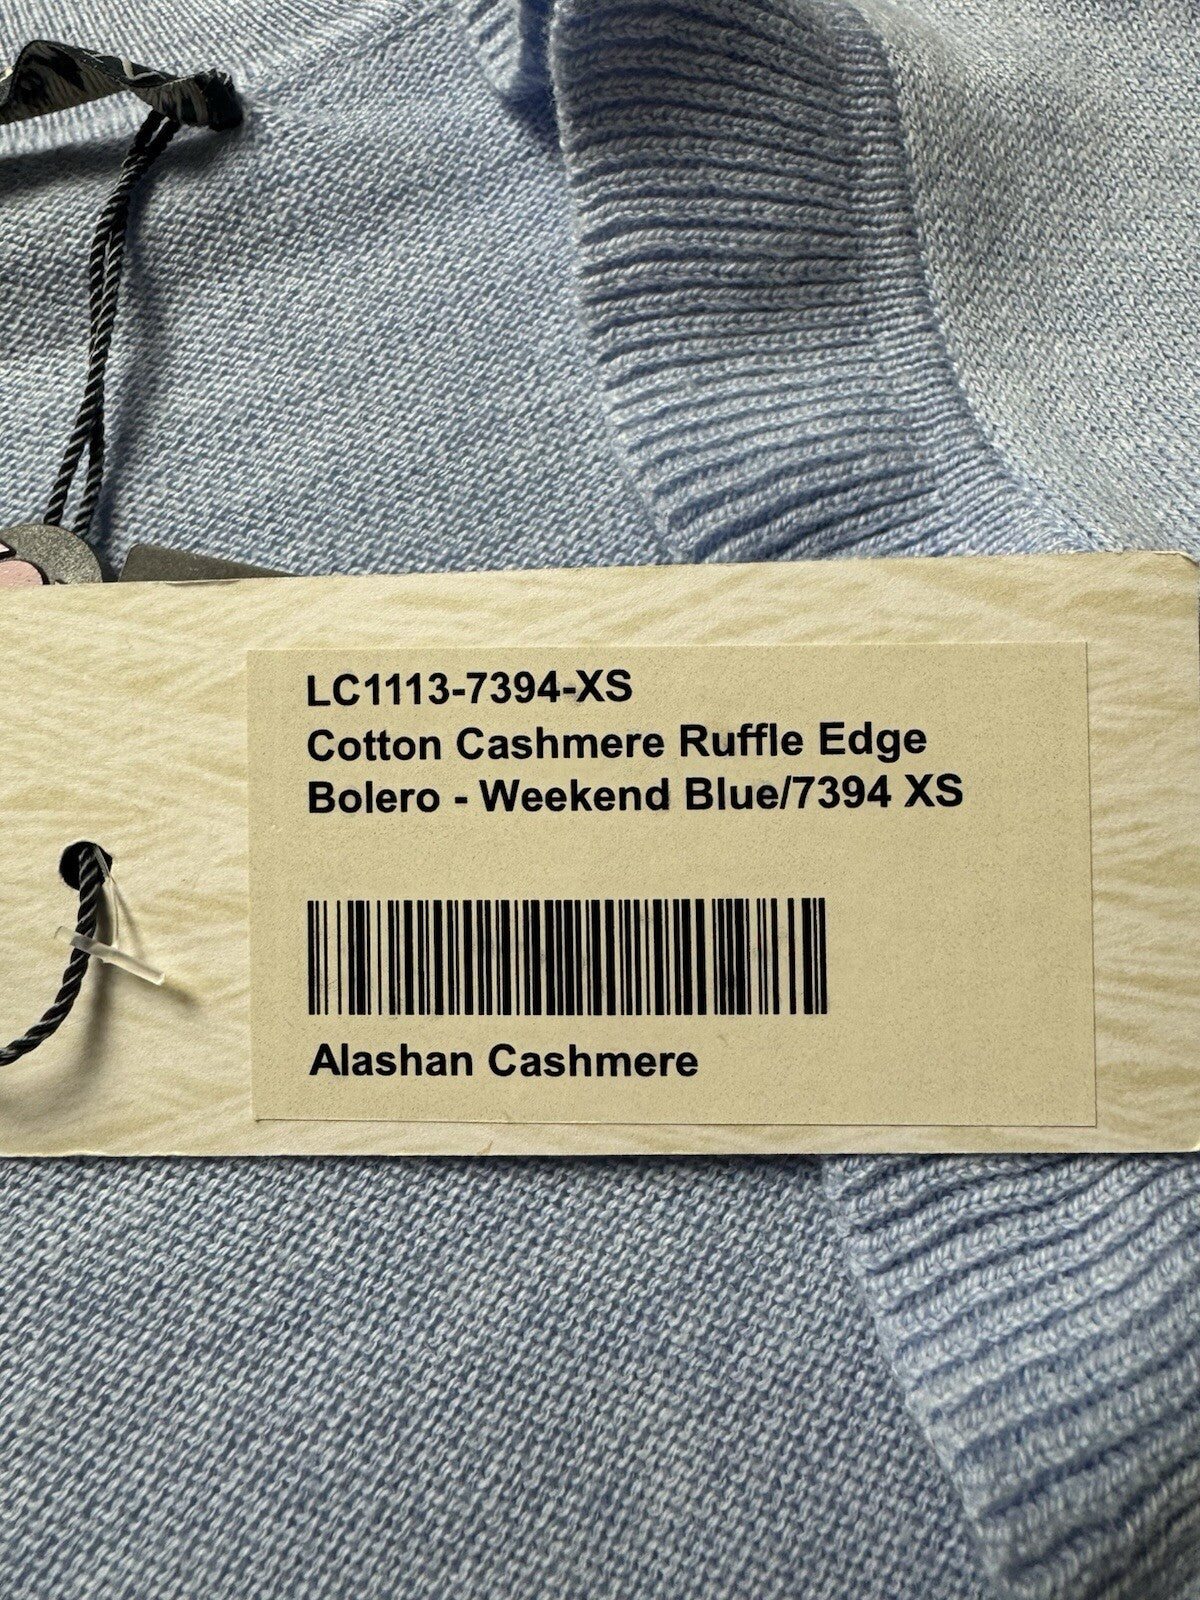 LC1113-7394-XS
Cotton Cashmere Ruffle Edge
Bolero - Weekend Blue/7394 XS
Alashan Cashmere